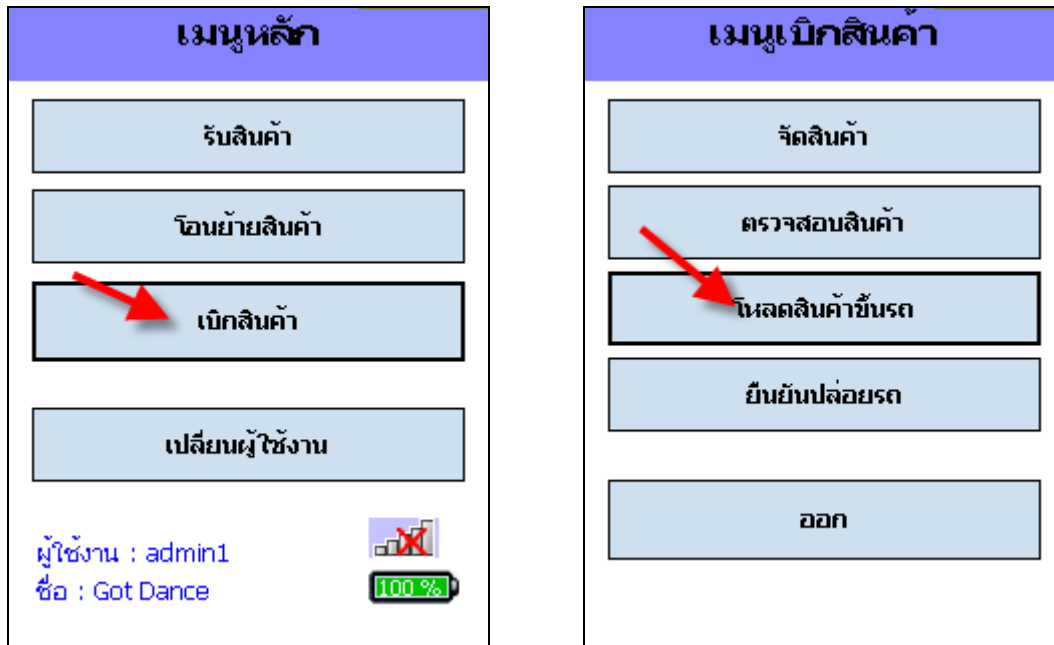 เมนูหลัก
รับสินค้า
โอนย้ายสินค้า
เบิกสินค้า
เปลี่ยนผู้ใช้งาน
ผู้ใช้งาน : admin1
ชื่อ : Got Dance
100 %
เมนูเบิกสินค้า
จัดสินค้า
ตรวจสอบสินค้า
โหลดสินค้าขึ้นรถ
ยืนยันปล่อยรถ
ออก